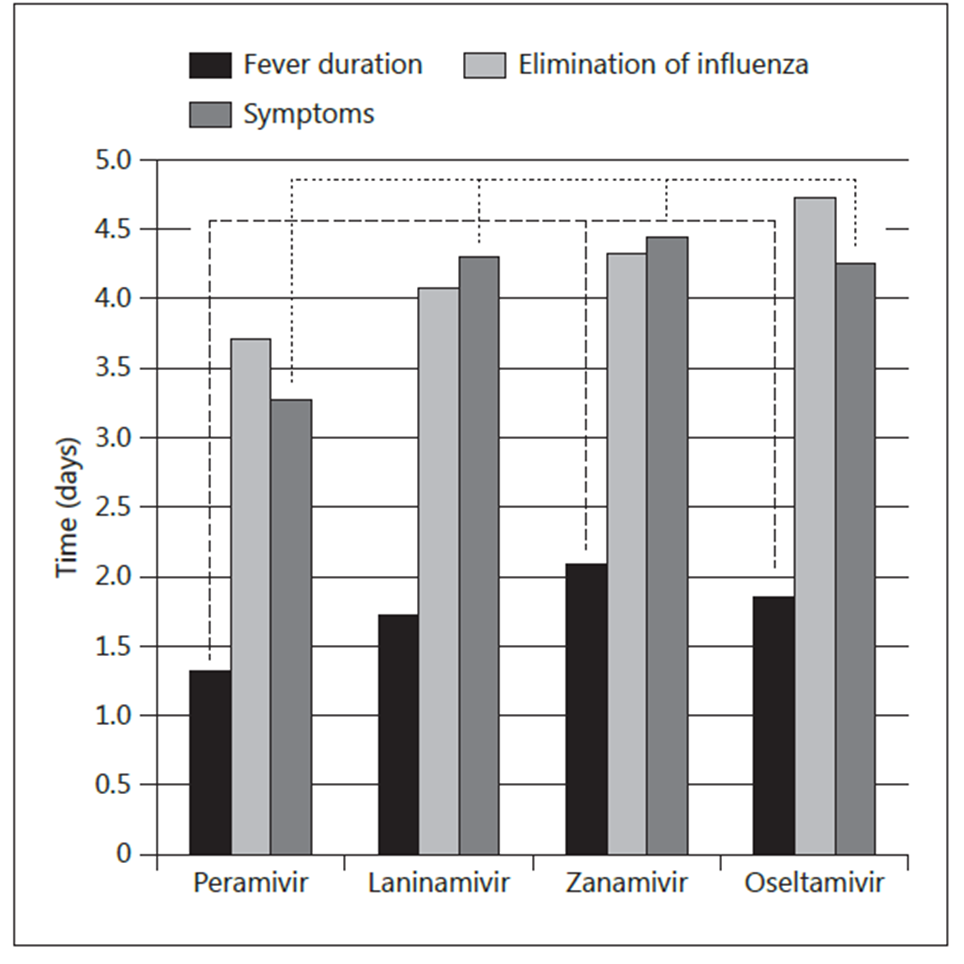 Fever duration
Elimination of influenza
Symptoms
5.0
4.5
4.0
3.5
3.0
2.5
2.0
1.5
1.0
0.5
0
Time (days)
Peramivir
Laninamivir
Zanamivir
Oseltamivir